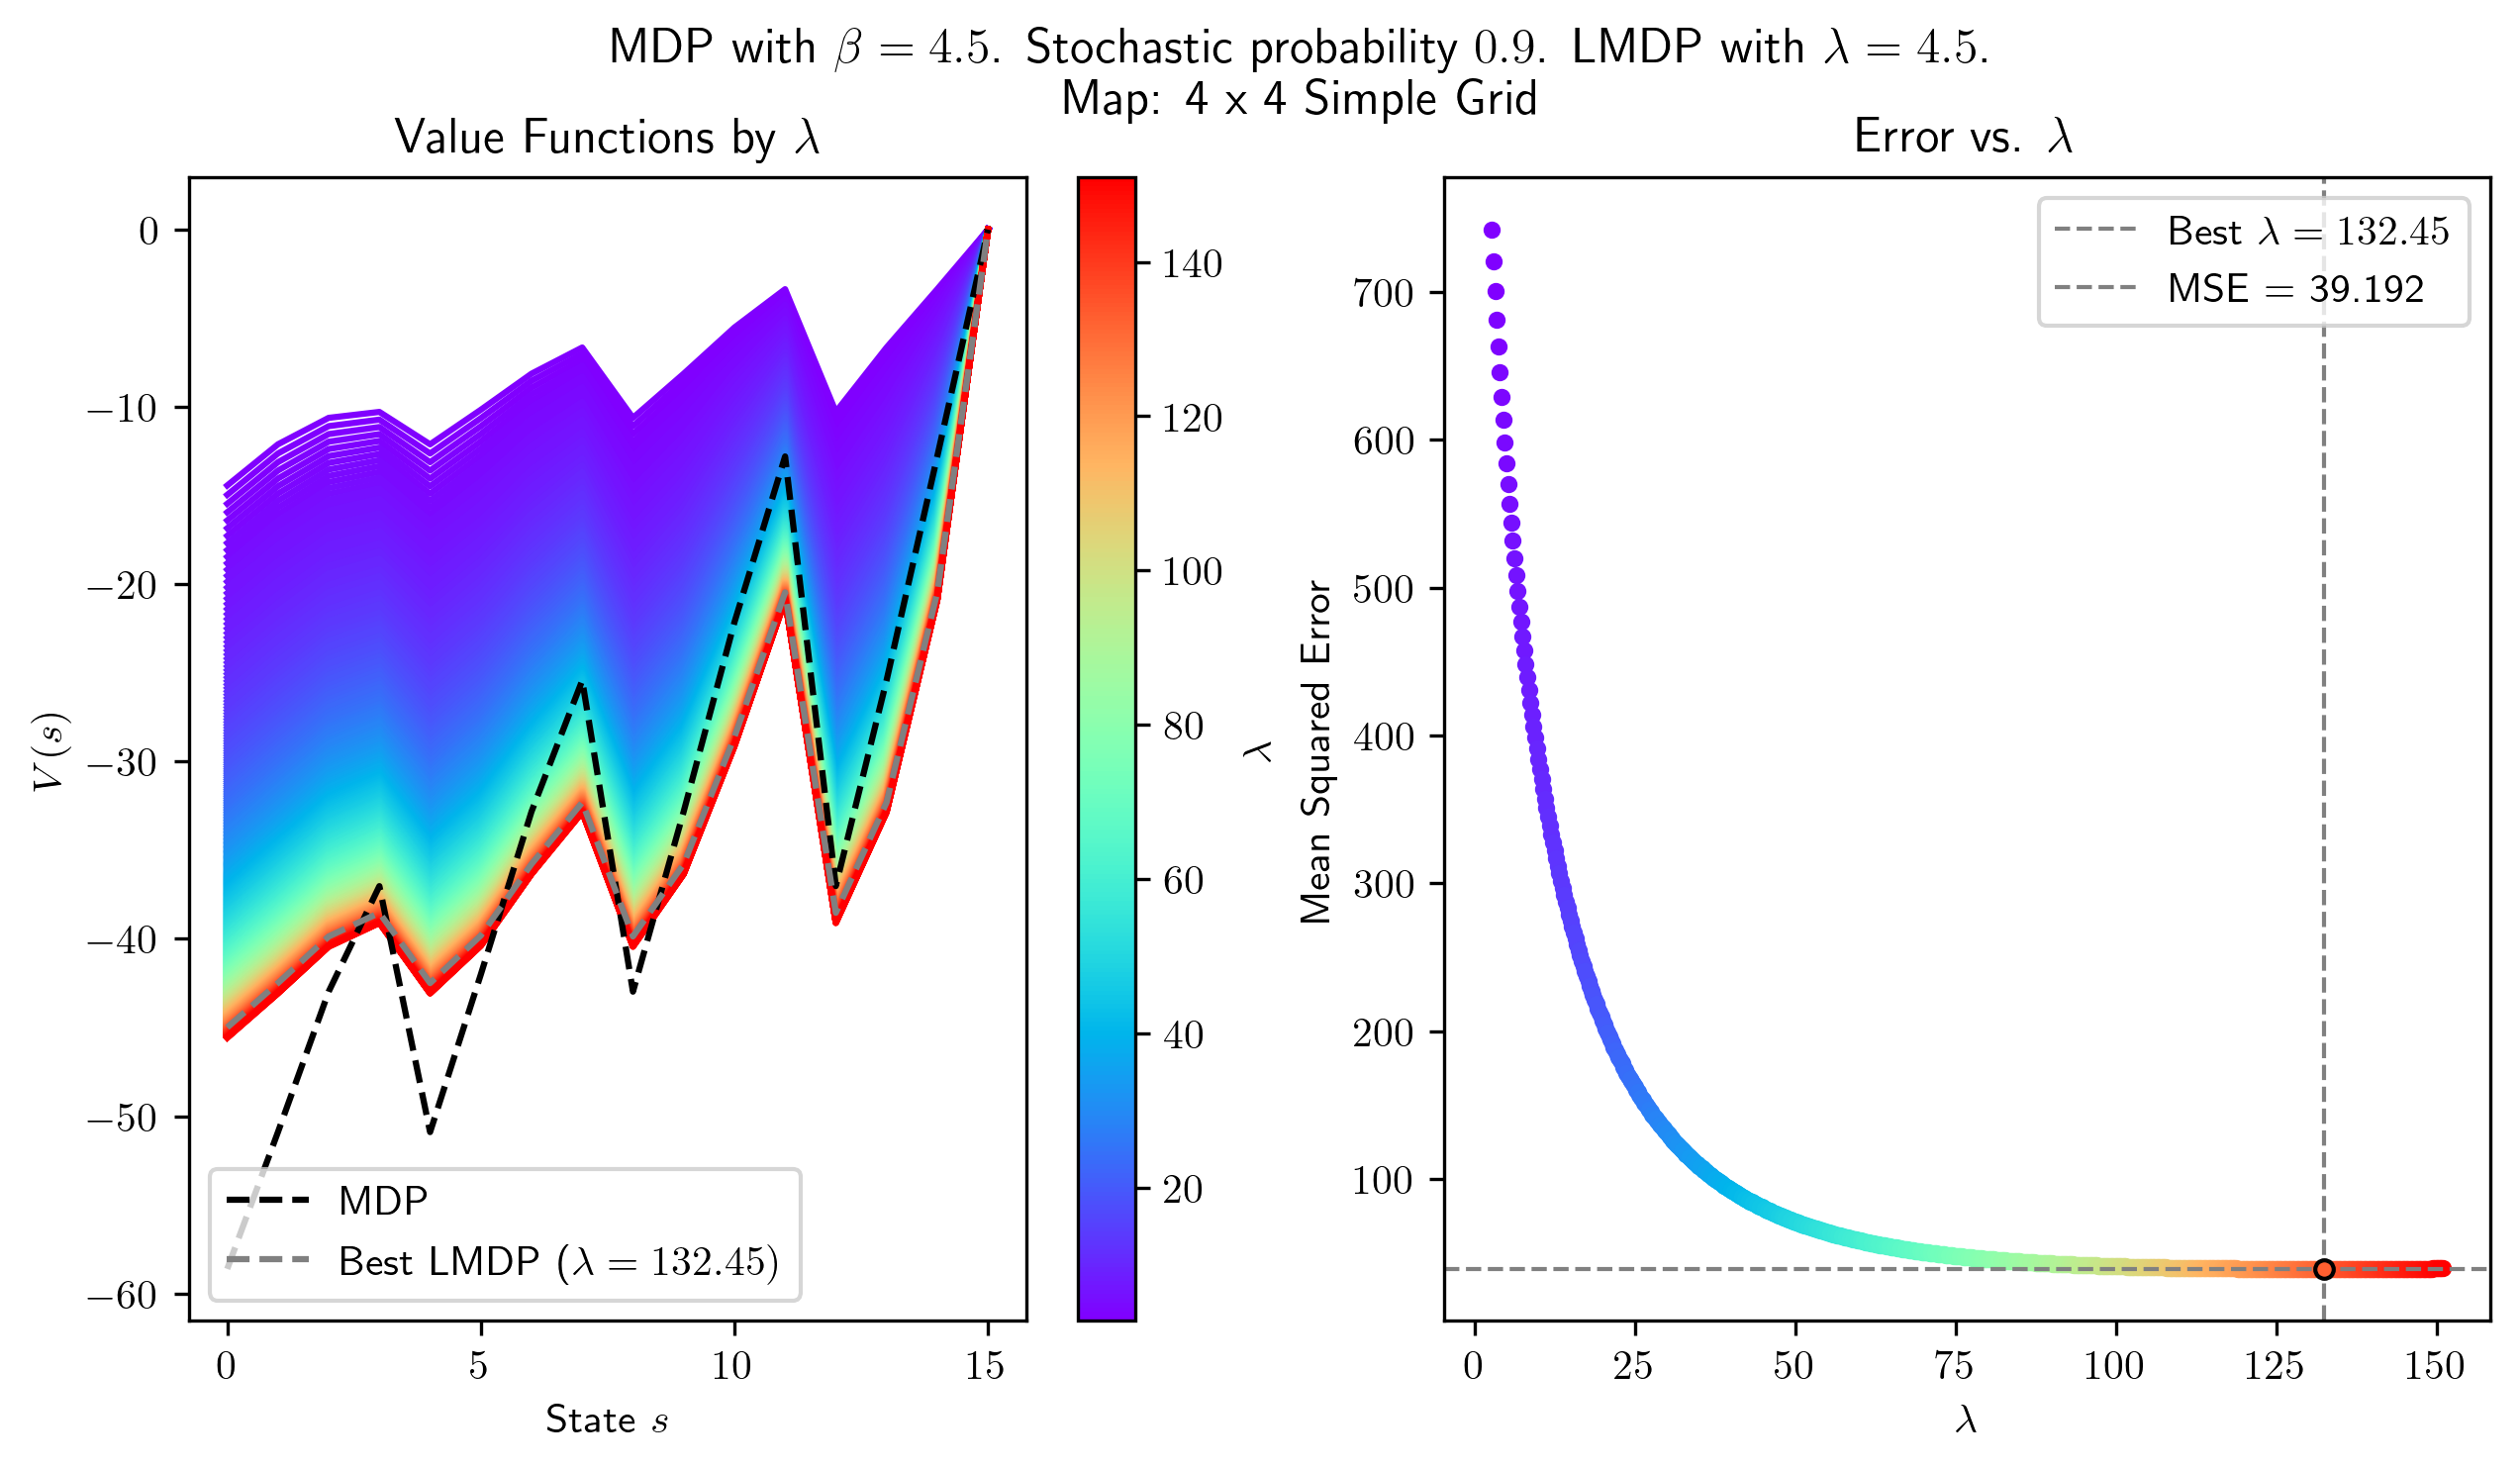 MDP with β = 4.5. Stochastic probability 0.9. LMDP with λ = 4.5.
Map: 4 x 4 Simple Grid
Value Functions by λ
0
−10
−20
−30
−40
−50
−60
V(s)
0
5
10
15
State s
MDP
Best LMDP (λ = 132.45)
140
120
100
80
60
40
20
λ
Error vs. λ
700
600
500
400
300
200
100
Mean Squared Error
0
25
50
75
100
125
150
λ
Best λ = 132.45
MSE = 39.192